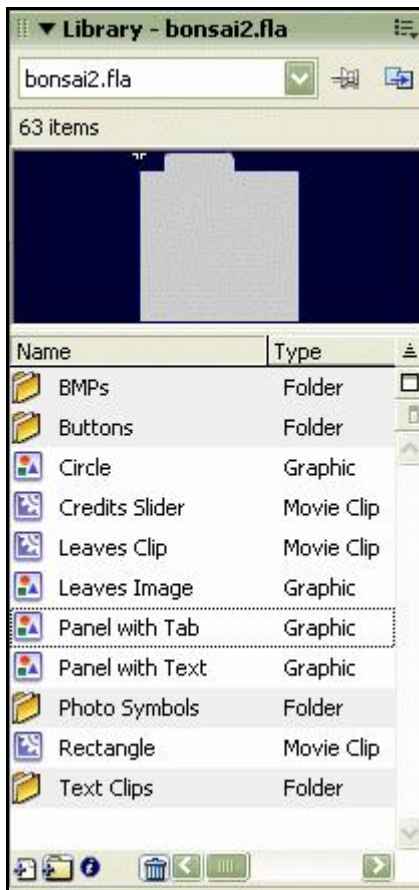 Library - bonsai2.fla
bonsai2.fla
63 items
Name Type
BMPs Folder
Buttons Folder
Circle Graphic
Credits Slider Movie Clip
Leaves Clip Movie Clip
Leaves Image Graphic
Panel with Tab Graphic
Panel with Text Graphic
Photo Symbols Folder
Rectangle Movie Clip
Text Clips Folder